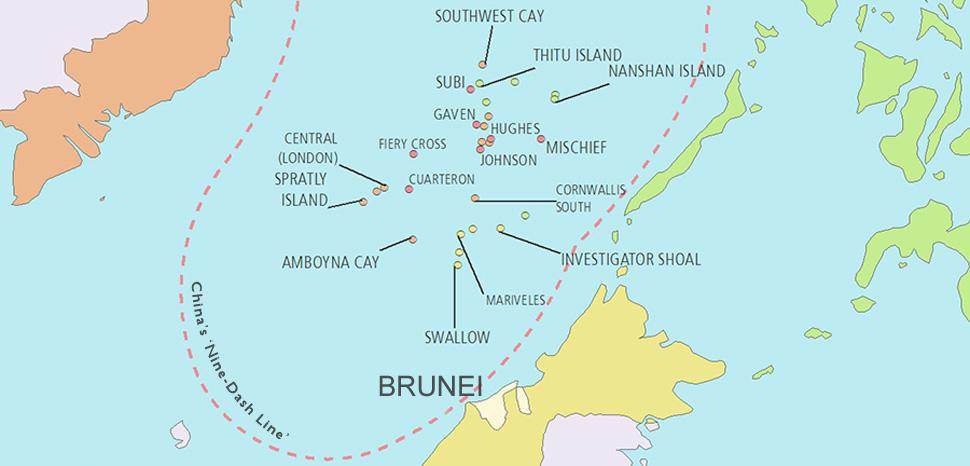 SOUTHWEST CAY
THITU ISLAND
NANSHAN ISLAND
SUBI
GAVEN
HUGHES
MISCHIEF
FIERY CROSS
JOHNSON
CENTRAL
(LONDON)
SPRATLY
ISLAND
CUARTERON
CORNWALLIS
SOUTH
AMBOYNA CAY
INVESTIGATOR SHOAL
MARIVELES
SWALLOW
BRUNEI
China's 'Nine-Dash Line'